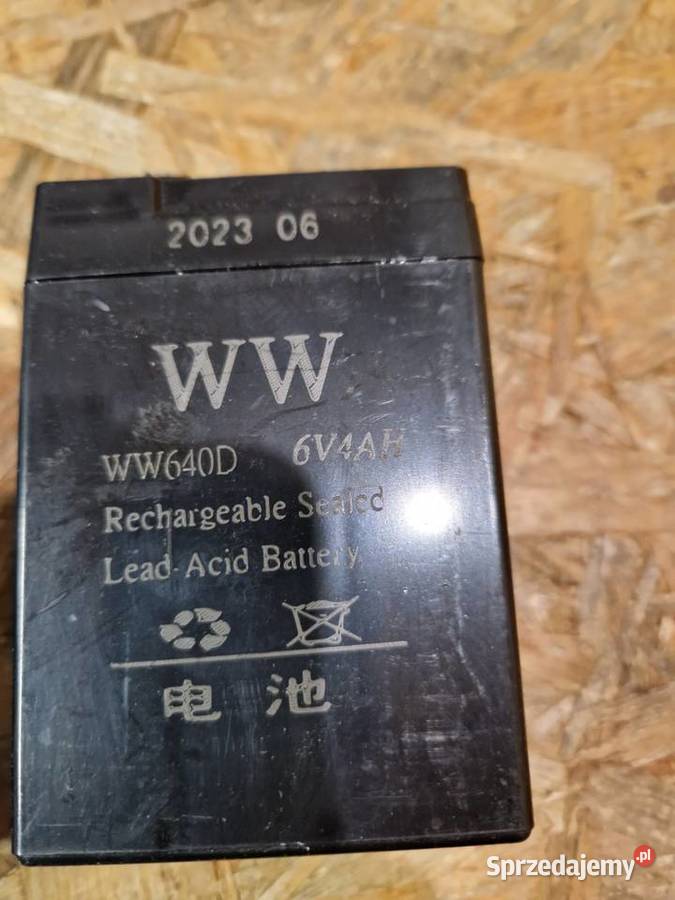 2023 06
WW
WW640D 6V4AH
Rechargeable Sealed
Lead-Acid Battery
电池
Sprzedajemy.pl